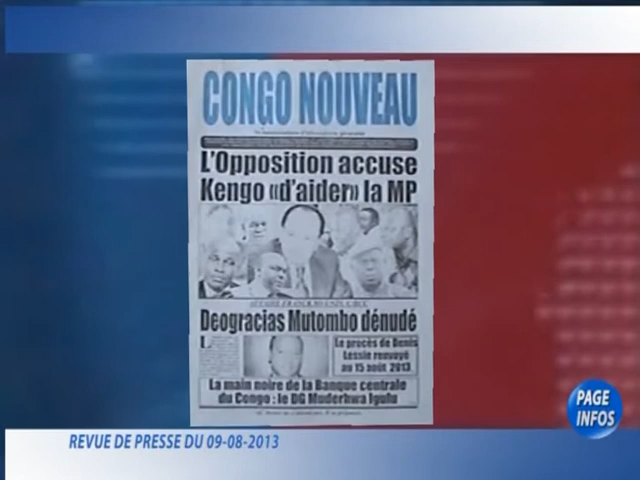 CONGO NOUVEAU
L'Opposition accuse
Kengo «d'aider» la MP
Deogracias Mutombo dénudé
Le procès de Denis
Lessie renvoyé
au 15 août 2013
La main noire de la Banque centrale
du Congo : le DG Muderhwa Igulu
PAGE
INFOS
REVUE DE PRESSE DU 09-08-2013